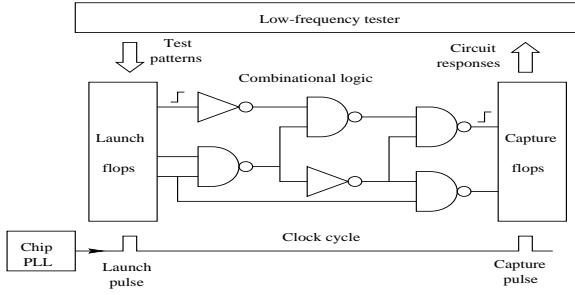 Low-frequency tester
Test
patterns
Circuit
responses
Combinational logic
Launch
flops
Capture
flops
Clock cycle
Chip
PLL
Launch
pulse
Capture
pulse